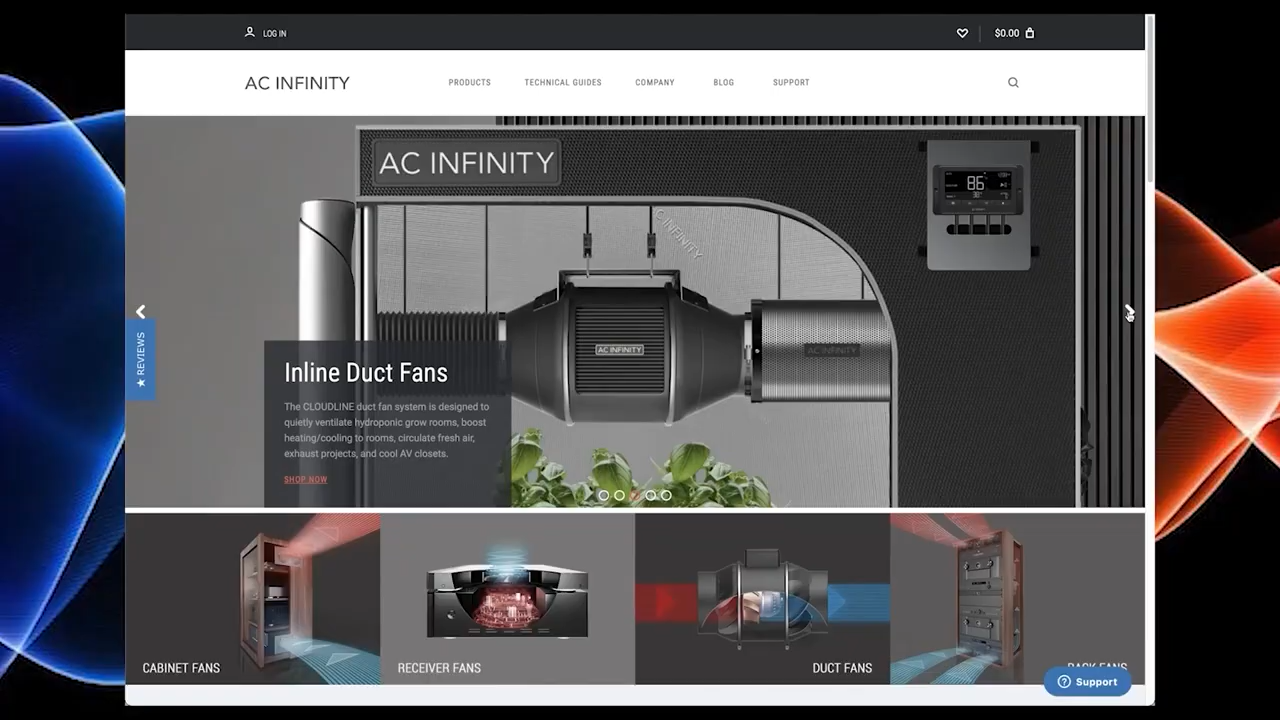 LOG IN
$0.00
AC INFINITY
PRODUCTS
TECHNICAL GUIDES
COMPANY
BLOG
SUPPORT
AC INFINITY
86
C INFINITY
★ REVIEWS
AC INFINITY
AC INFINITY
Inline Duct Fans
The CLOUDLINE duct fan system is designed to
quietly ventilate hydroponic grow rooms, boost
heating/cooling to rooms, circulate fresh air,
exhaust projects, and cool AV closets.
SHOP NOW
CABINET FANS
RECEIVER FANS
DUCT FANS
RACK FANS
Support